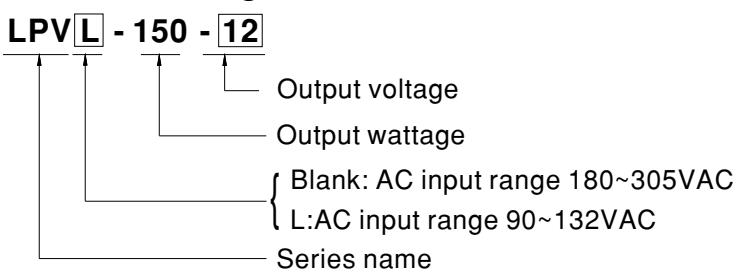 LPVL - 150 - 12
Output voltage
Output wattage
Blank: AC input range 180~305VAC
L:AC input range 90~132VAC
Series name